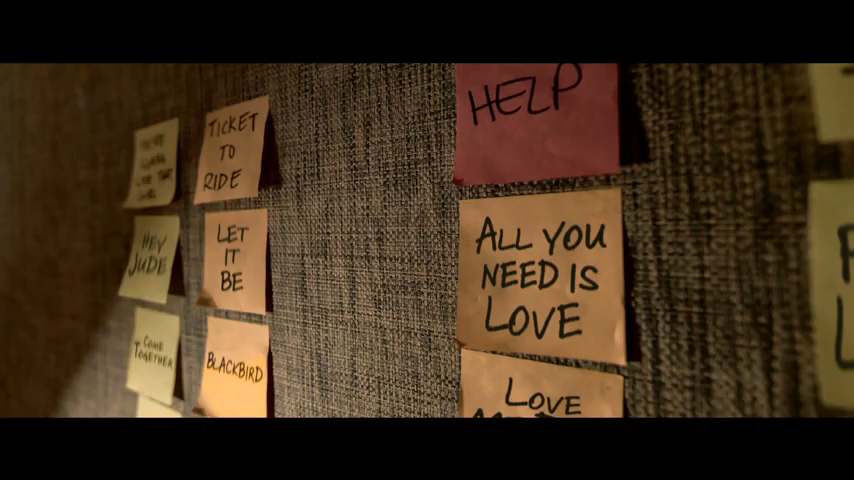 TICKET
TO
RIDE
HEY
JUDE
LET
IT
BE
COME
TOGETHER
BLACKBIRD
HELP
ALL YOU
NEED IS
LOVE
LOVE